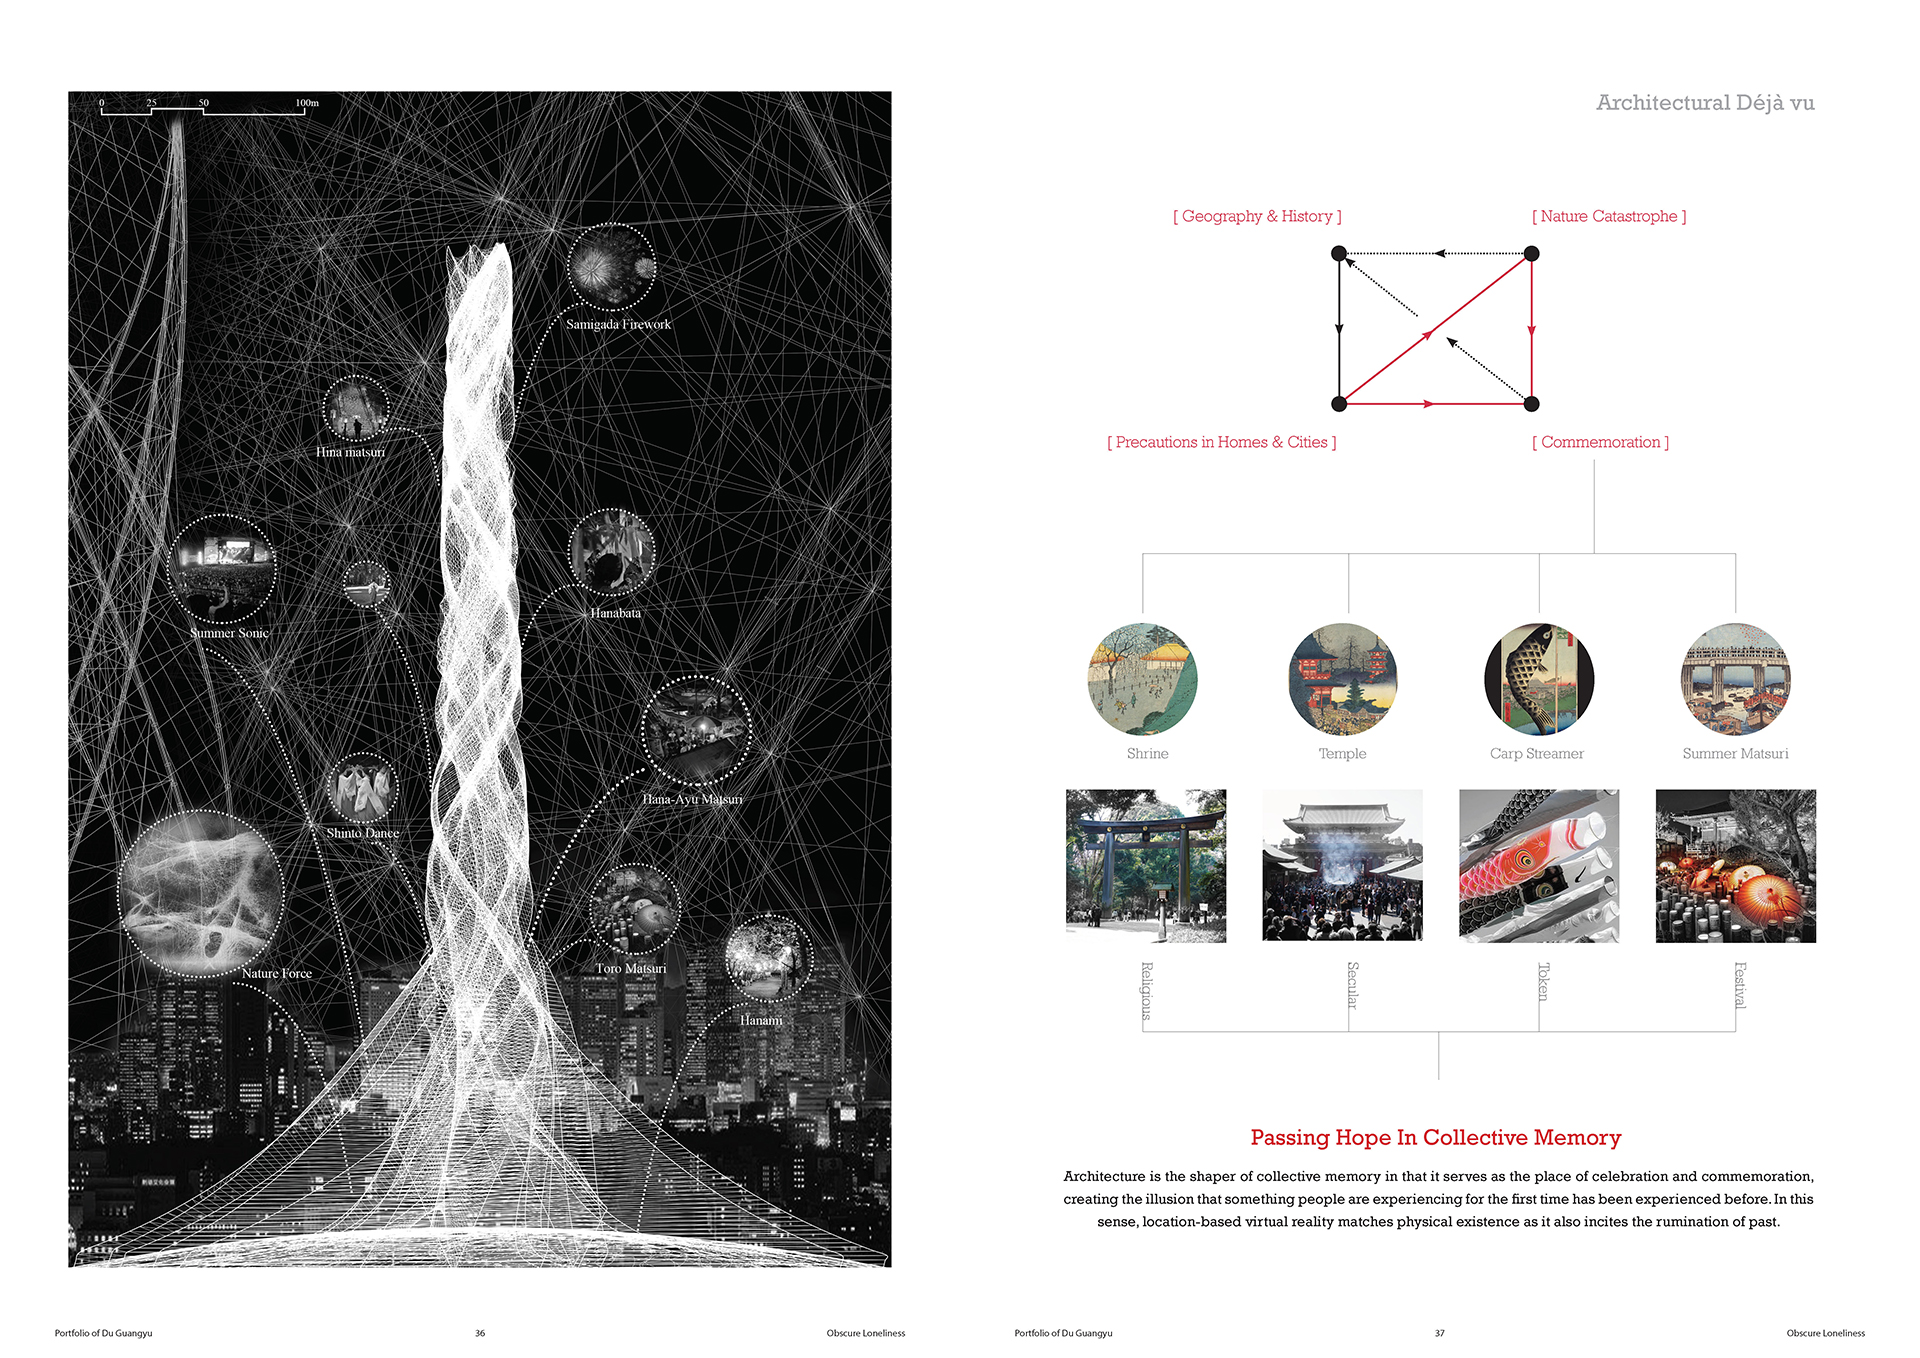 0 25 50 100m
Samigada Firework
Hina matsuri
Hanabata
Summer Sonic
Hana-Ayu Matsuri
Shinto Dance
Nature Force
Toro Matsuri
Hanami
Portfolio of Du Guangyu
36
Obscure Loneliness
Architectural Déjà vu
[ Geography & History ]
[ Nature Catastrophe ]
[ Precautions in Homes & Cities ]
[ Commemoration ]
Shrine
Temple
Carp Streamer
Summer Matsuri
Religious
Secular
Token
Festival
Passing Hope In Collective Memory
Architecture is the shaper of collective memory in that it serves as the place of celebration and commemoration,
creating the illusion that something people are experiencing for the first time has been experienced before. In this
sense, location-based virtual reality matches physical existence as it also incites the rumination of past.
Portfolio of Du Guangyu
37
Obscure Loneliness